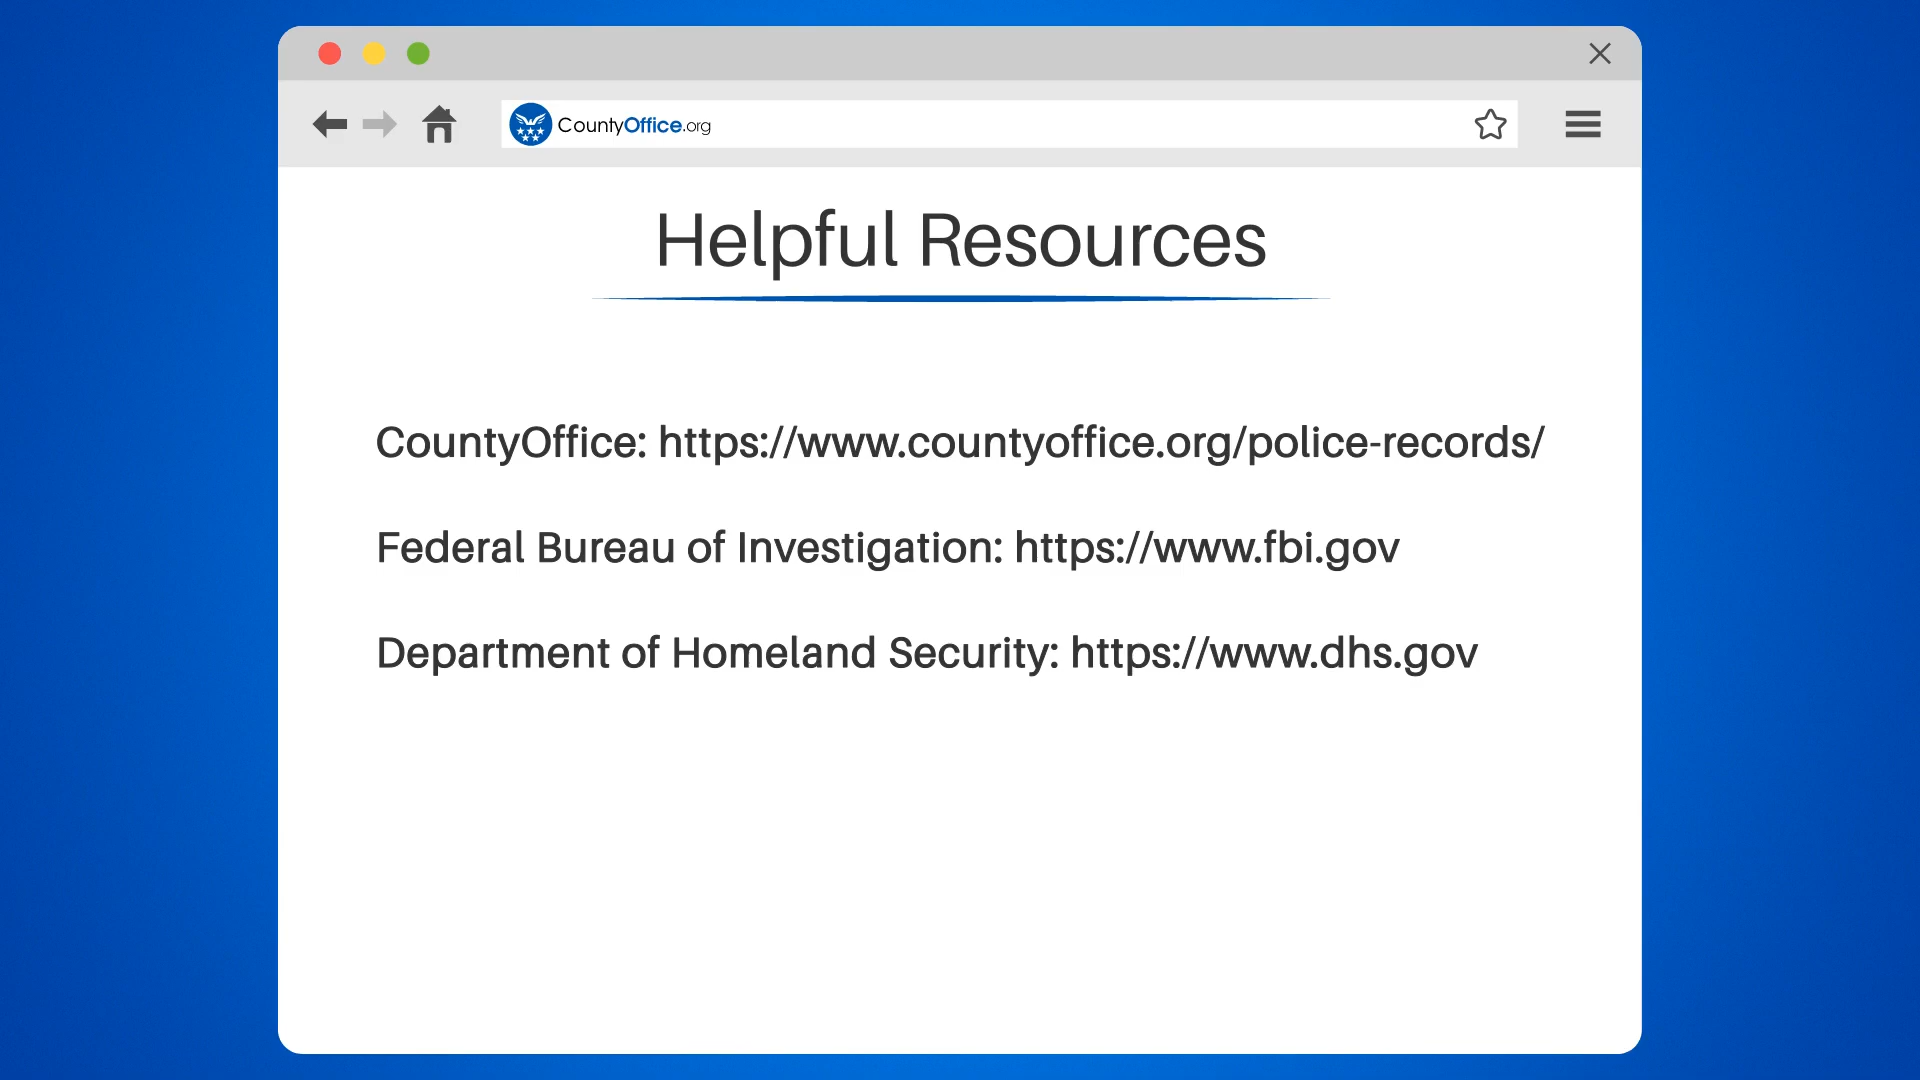 CountyOffice.org
Helpful Resources
CountyOffice: https://www.countyoffice.org/police-records/
Federal Bureau of Investigation: https://www.fbi.gov
Department of Homeland Security: https://www.dhs.gov